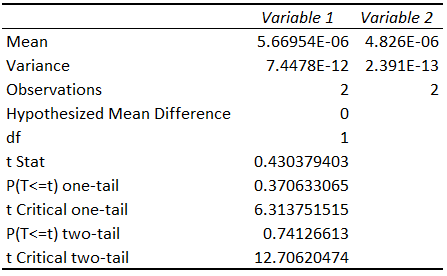 Variable 1 Variable 2
Mean 5.66954E-06 4.826E-06
Variance 7.4478E-12 2.391E-13
Observations 2 2
Hypothesized Mean Difference 0
df 1
t Stat 0.430379403
P(T<=t) one-tail 0.370633065
t Critical one-tail 6.313751515
P(T<=t) two-tail 0.74126613
t Critical two-tail 12.70620474